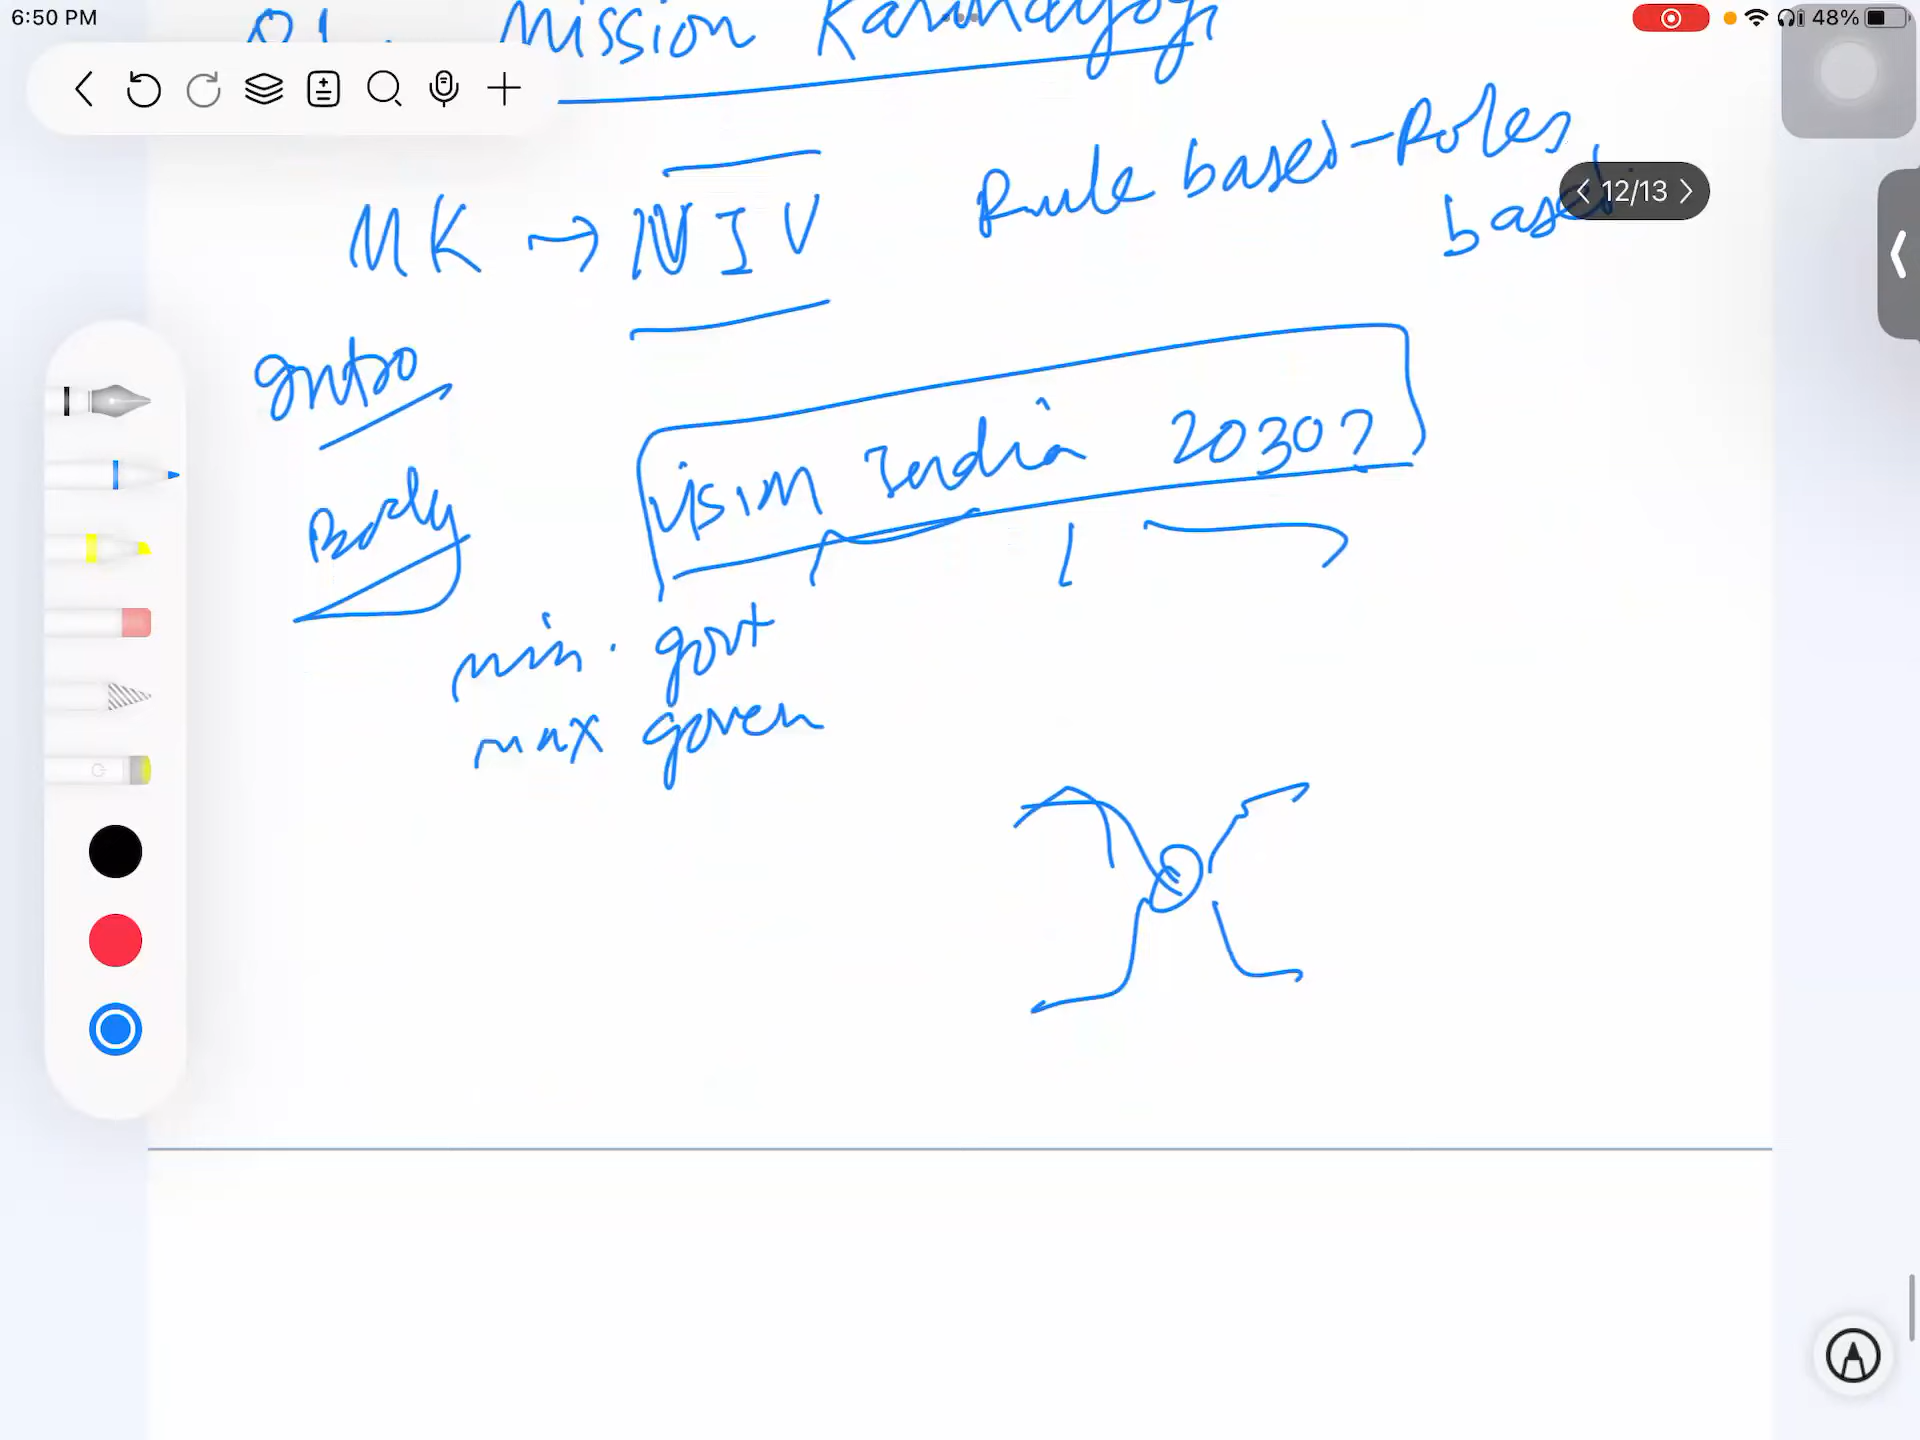 6:50 PM
48%
Q1. Mission Karmayogi
12/13
MK → NIV
Rule based-Roles
based
Intro
Vision India 2030?
Body
min. govt
max govern